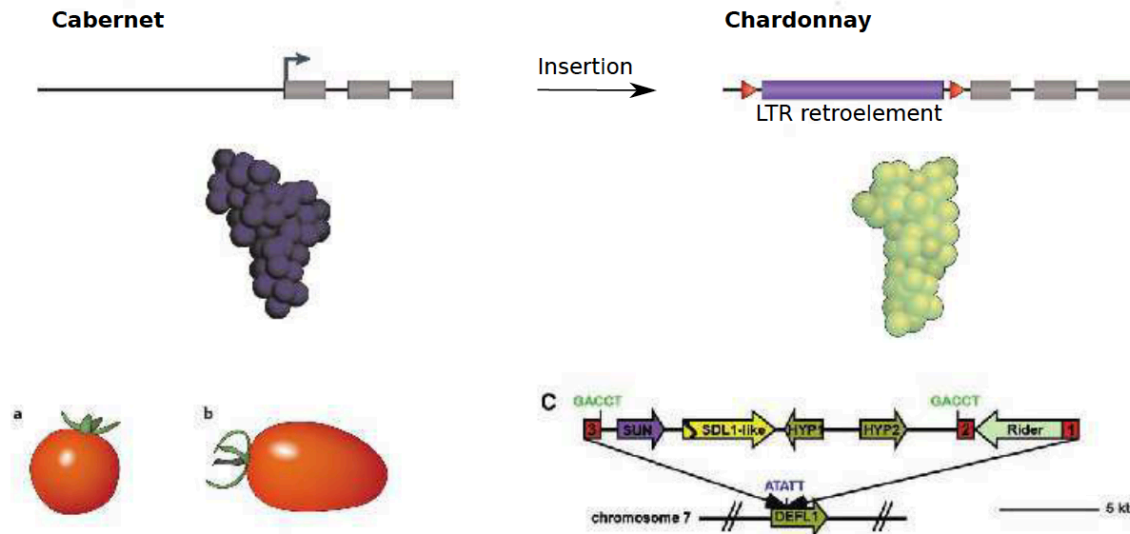 Cabernet
Chardonnay
Insertion
LTR retroelement
a
b
C
GACCT
GACCT
3 SUN SDL1-like HYP1 HYP2 2 Rider 1
ATATT
DEFL1
chromosome 7
5 kb